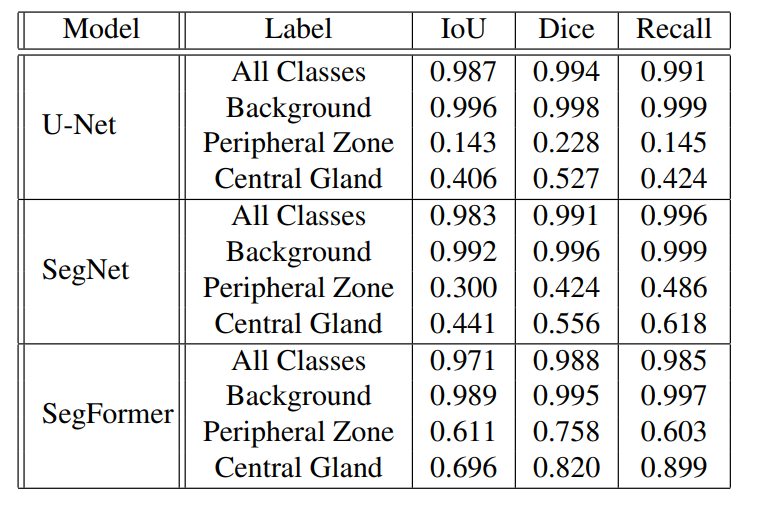 Model Label IoU Dice Recall
All Classes 0.987 0.994 0.991
Background 0.996 0.998 0.999
U-Net
Peripheral Zone 0.143 0.228 0.145
Central Gland 0.406 0.527 0.424
All Classes 0.983 0.991 0.996
Background 0.992 0.996 0.999
SegNet
Peripheral Zone 0.300 0.424 0.486
Central Gland 0.441 0.556 0.618
All Classes 0.971 0.988 0.985
Background 0.989 0.995 0.997
SegFormer
Peripheral Zone 0.611 0.758 0.603
Central Gland 0.696 0.820 0.899